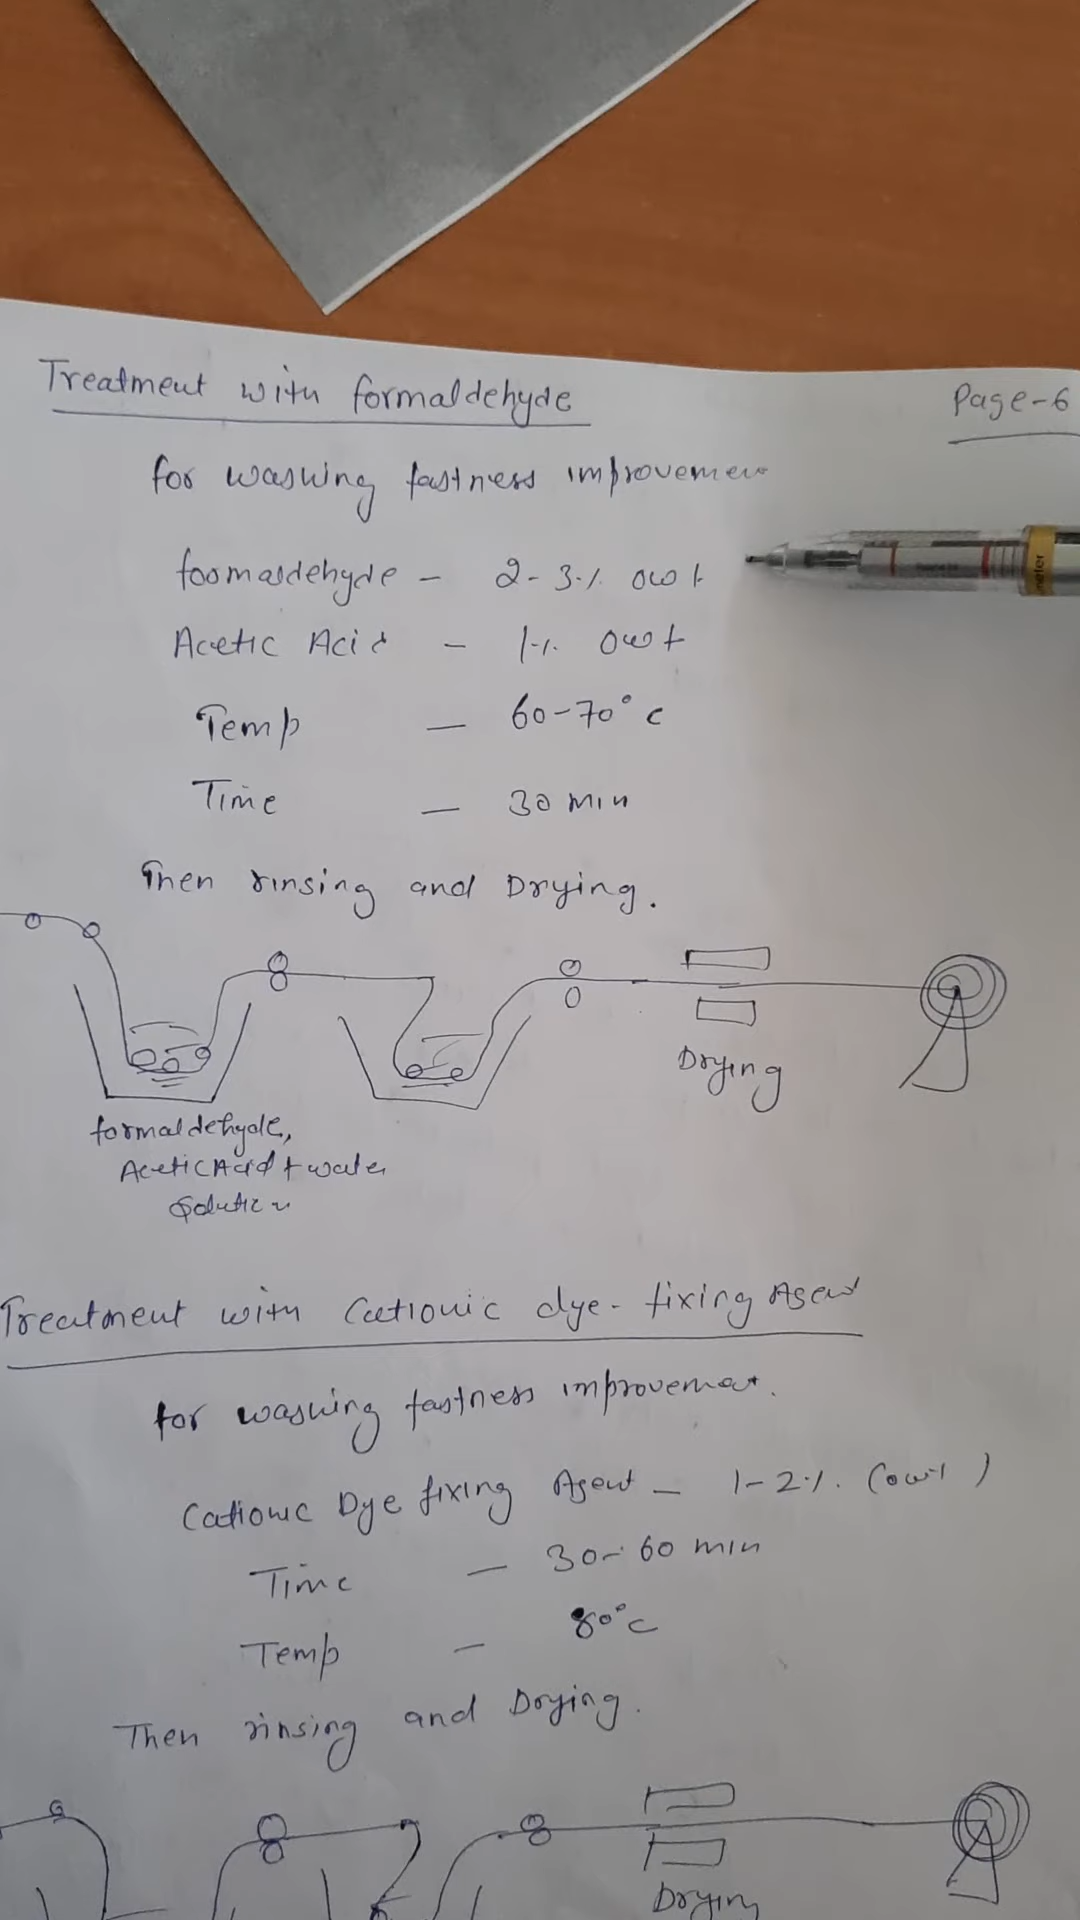 Treatment with formaldehyde
Page-6
for washing fastness improvement
formaldehyde - 2-3% owt
Acetic Acid - 1% owt
Temp - 60-70°c
Time - 30 min
Then rinsing and Drying.
Drying
formaldehyde,
Acetic Acid + water
Solution
Treatment with Cationic dye-fixing Agent
for washing fastness improvement.
Cationic Dye fixing Agent - 1-2% (owt)
Time - 30-60 min
Temp - 80°c
Then rinsing and Drying.
Drying